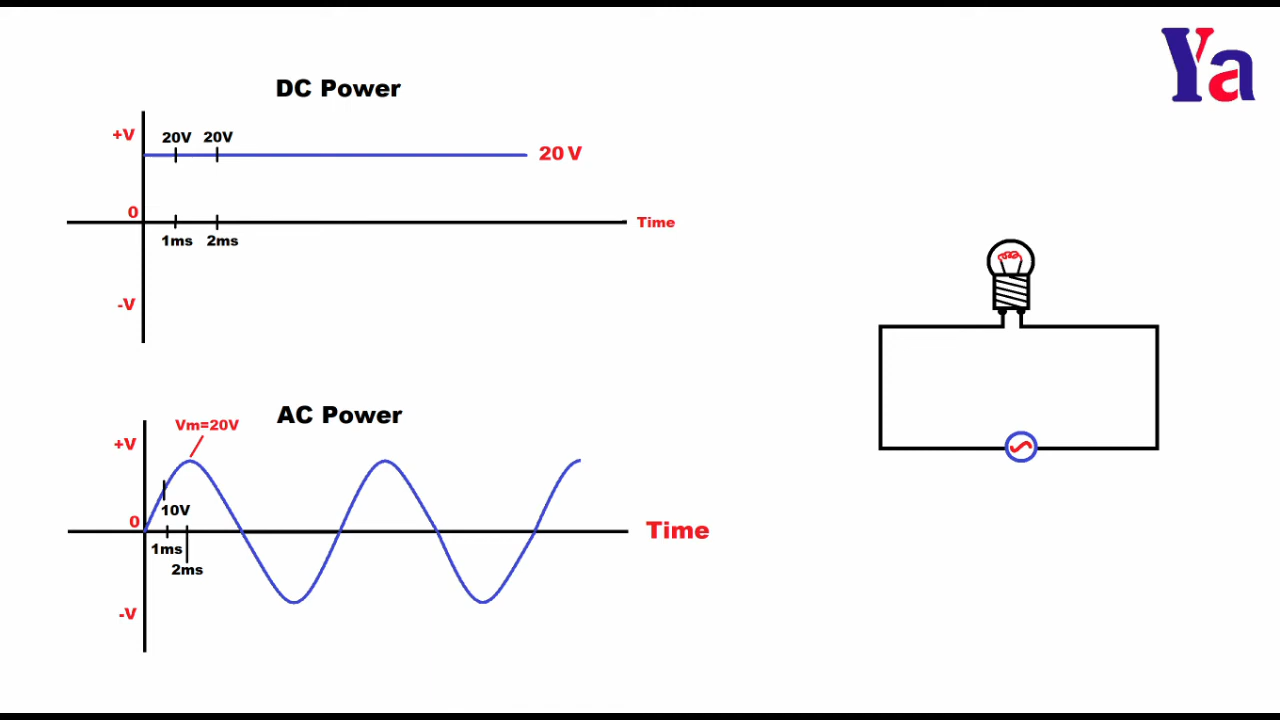 Ya
DC Power
+V
20V 20V
20 V
0
Time
1ms 2ms
-V
AC Power
Vm=20V
+V
10V
0
Time
1ms
2ms
-V